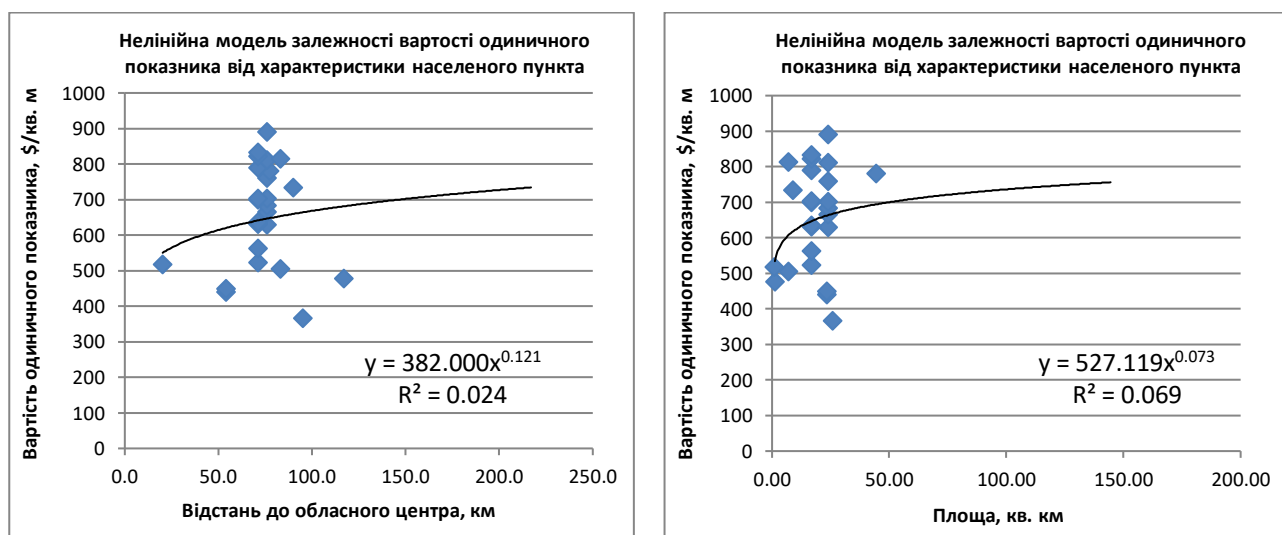 Нелінійна модель залежності вартості одиничного
показника від характеристики населеного пункта
Вартість одиничного показника, $/кв. м
1000
900
800
700
600
500
400
300
200
100
0
y = 382.000x^0.121
R² = 0.024
0.0 50.0 100.0 150.0 200.0 250.0
Відстань до обласного центра, км
Нелінійна модель залежності вартості одиничного
показника від характеристики населеного пункта
Вартість одиничного показника, $/кв. м
1000
900
800
700
600
500
400
300
200
100
0
y = 527.119x^0.073
R² = 0.069
0.00 50.00 100.00 150.00 200.00
Площа, кв. км